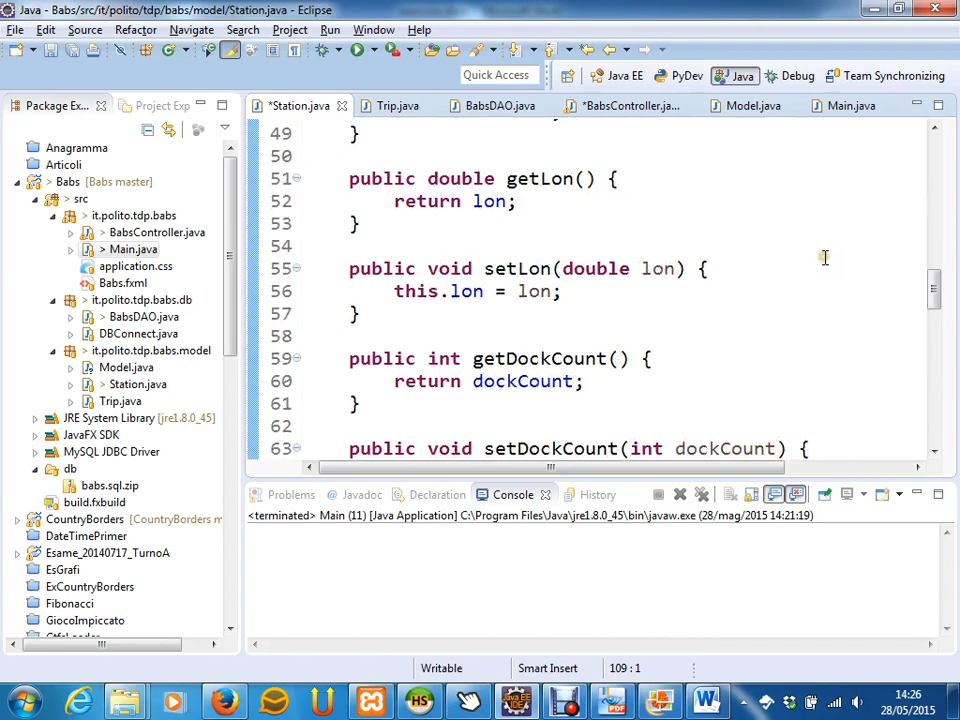 Java - Babs/src/it/polito/tdp/babs/model/Station.java - Eclipse
File Edit Source Refactor Navigate Search Project Run Window Help
Quick Access Java EE PyDev Java Debug Team Synchronizing
Package Ex... Project Exp
*Station.java Trip.java BabsDAO.java *BabsController.ja... Model.java Main.java
Anagramma
Articoli
> Babs [Babs master]
> src
> it.polito.tdp.babs
> BabsController.java
> Main.java
application.css
Babs.fxml
> it.polito.tdp.babs.db
> BabsDAO.java
DBConnect.java
> it.polito.tdp.babs.model
Model.java
> Station.java
Trip.java
JRE System Library [jre1.8.0_45]
JavaFX SDK
MySQL JDBC Driver
db
babs.sql.zip
build.fxbuild
CountryBorders [CountryBorders m
DateTimePrimer
Esame_20140717_TurnoA
EsGrafi
ExCountryBorders
Fibonacci
GiocoImpiccato
49 }
50
51 public double getLon() {
52 return lon;
53 }
54
55 public void setLon(double lon) {
56 this.lon = lon;
57 }
58
59 public int getDockCount() {
60 return dockCount;
61 }
62
63 public void setDockCount(int dockCount) {
Problems Javadoc Declaration Console History
<terminated> Main (11) [Java Application] C:\Program Files\Java\jre1.8.0_45\bin\javaw.exe (28/mag/2015 14:21:19)
Writable Smart Insert 109 : 1
14:26
28/05/2015